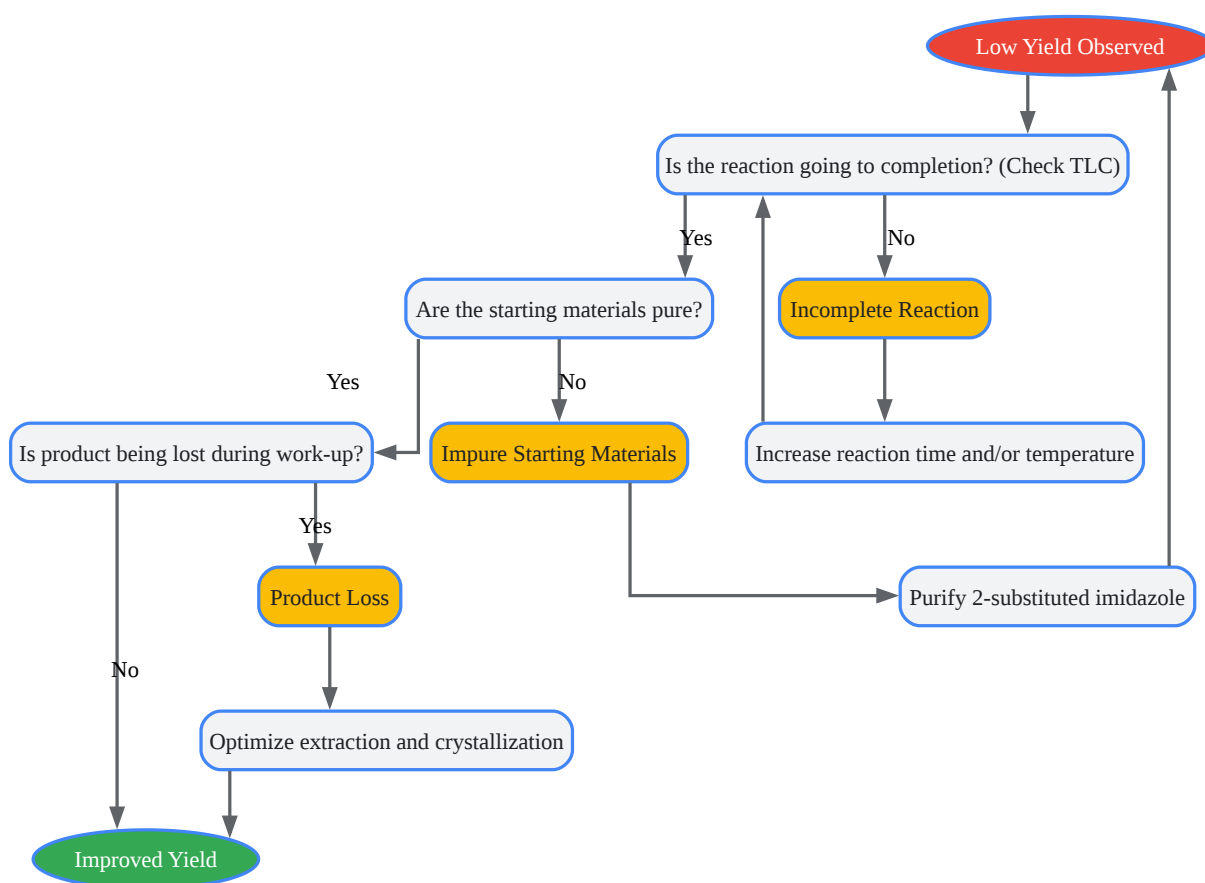 Low Yield Observed
Is the reaction going to completion? (Check TLC)
Yes
No
Are the starting materials pure?
Incomplete Reaction
Yes
No
Is product being lost during work-up?
Impure Starting Materials
Increase reaction time and/or temperature
Yes
Product Loss
Purify 2-substituted imidazole
No
Optimize extraction and crystallization
Improved Yield